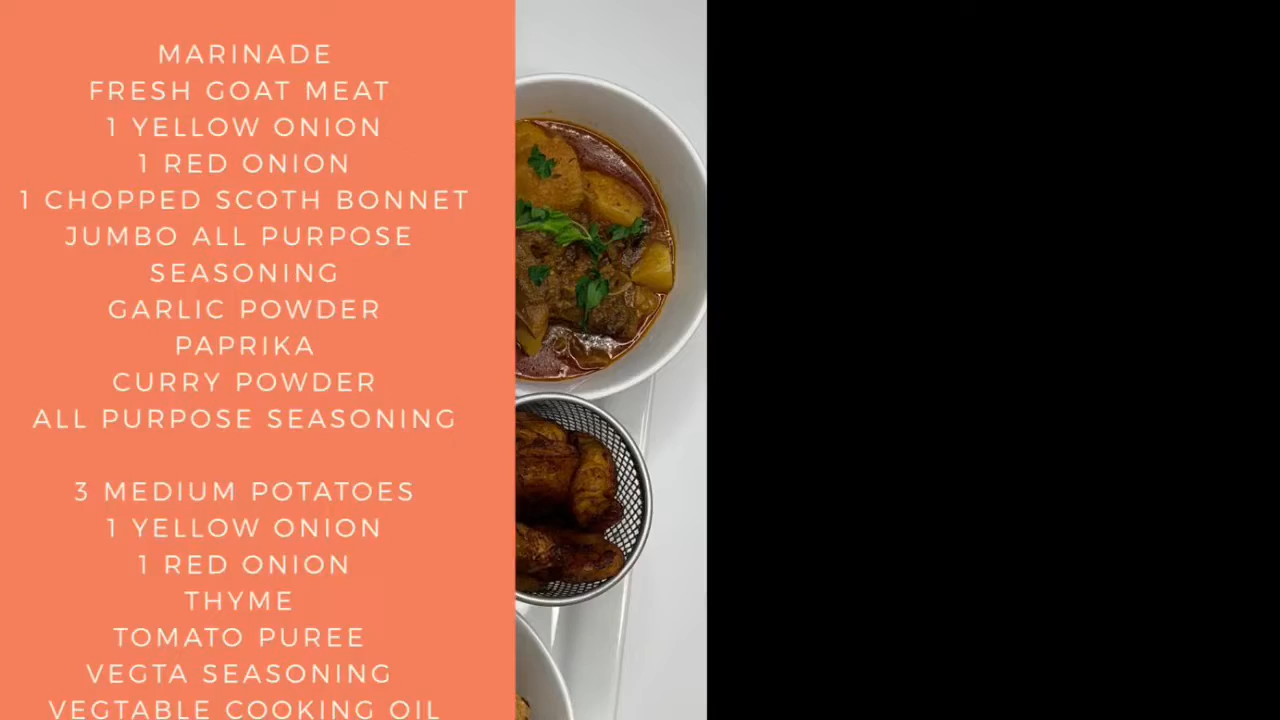 MARINADE
FRESH GOAT MEAT
1 YELLOW ONION
1 RED ONION
1 CHOPPED SCOTH BONNET
JUMBO ALL PURPOSE
SEASONING
GARLIC POWDER
PAPRIKA
CURRY POWDER
ALL PURPOSE SEASONING
3 MEDIUM POTATOES
1 YELLOW ONION
1 RED ONION
THYME
TOMATO PUREE
VEGTA SEASONING
VEGTABLE COOKING OIL